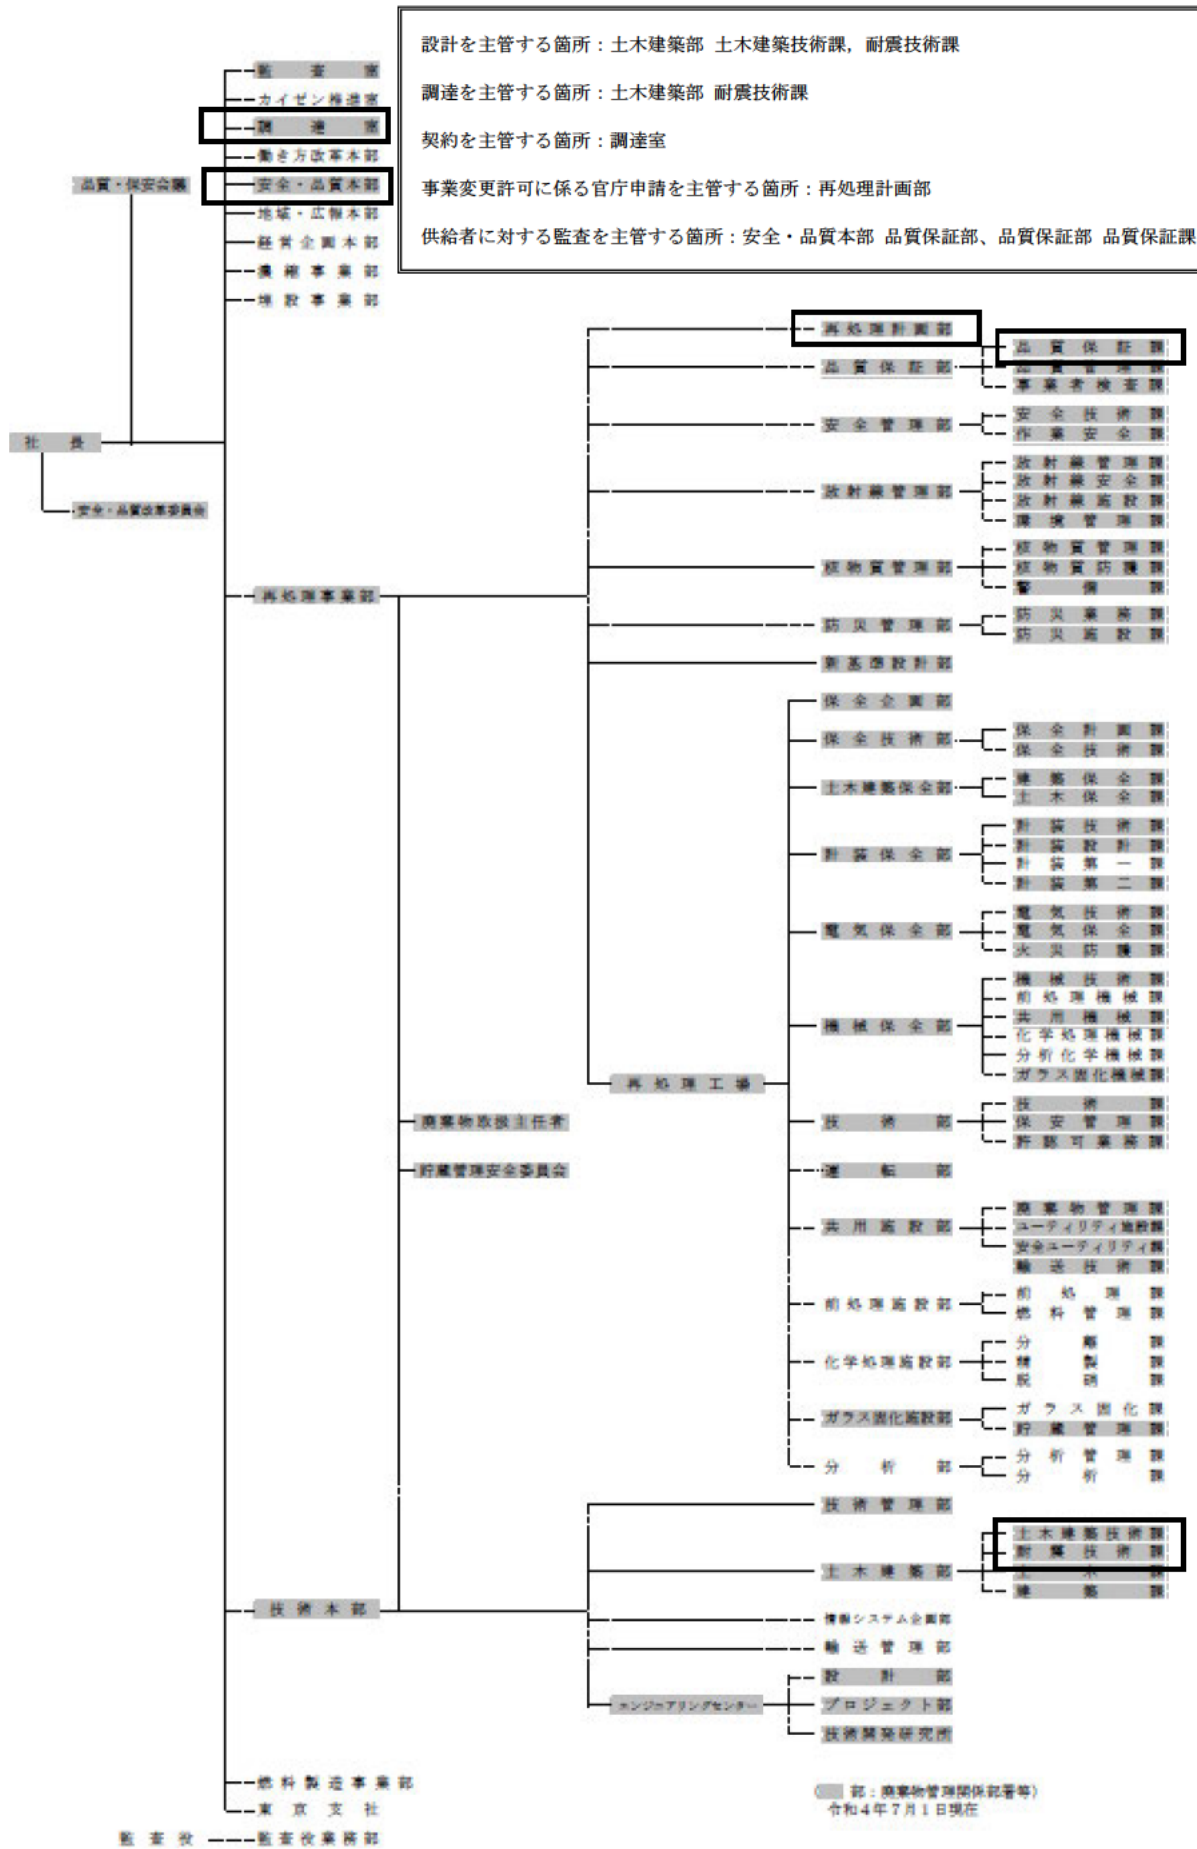 設計を主管する箇所：土木建築部 土木建築技術課，耐震技術課
調達を主管する箇所：土木建築部 耐震技術課
契約を主管する箇所：調達室
事業変更許可に係る官庁申請を主管する箇所：再処理計画部
供給者に対する監査を主管する箇所：安全・品質本部 品質保証部、品質保証部 品質保証課
監査室
カイゼン推進室
調達室
働き方改革本部
品質・保安会議
安全・品質本部
地域・広報本部
経営企画本部
濃縮事業部
埋設事業部
社長
安全・品質改革委員会
再処理事業部
再処理計画部
品質保証部
品質保証課
品質管理課
事業者検査課
安全管理部
安全技術課
作業安全課
放射線管理部
放射線管理課
放射線安全課
放射線施設課
環境管理課
核物質管理部
核物質管理課
核物質防護課
警備課
防災管理部
防災業務課
防災施設課
新基準設計部
再処理工場
保全企画部
保全技術部
保全計画課
保全技術課
土木建築保全部
建築保全課
土木保全課
計装保全部
計装技術課
計装設計課
計装第一課
計装第二課
電気保全部
電気技術課
電気保全課
火災防護課
機械保全部
機械技術課
前処理機械課
共用機械課
化学処理機械課
分析化学機械課
ガラス固化機械課
技術部
技術課
保安管理課
許認可業務課
運転部
共用施設部
廃棄物管理課
ユーティリティ施設課
安全ユーティリティ課
輸送技術課
前処理施設部
前処理課
燃料管理課
化学処理施設部
分離課
精製課
脱硝課
ガラス固化施設部
ガラス固化課
貯蔵管理課
分析部
分析管理課
分析課
廃棄物取扱主任者
貯蔵管理安全委員会
技術本部
技術管理部
土木建築部
土木建築技術課
耐震技術課
土木課
建築課
情報システム企画部
輸送管理部
エンジニアリングセンター
設計部
プロジェクト部
技術開発研究所
燃料製造事業部
東京支社
監査役
監査役業務部
（ 部：廃棄物管理関係部署等）
令和４年７月１日現在